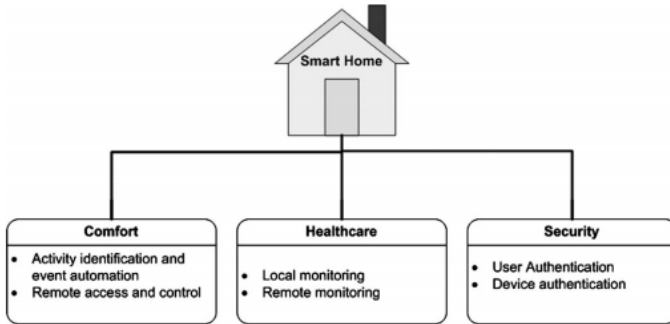 Smart Home
Comfort
• Activity identification and
event automation
• Remote access and control
Healthcare
• Local monitoring
• Remote monitoring
Security
• User Authentication
• Device authentication